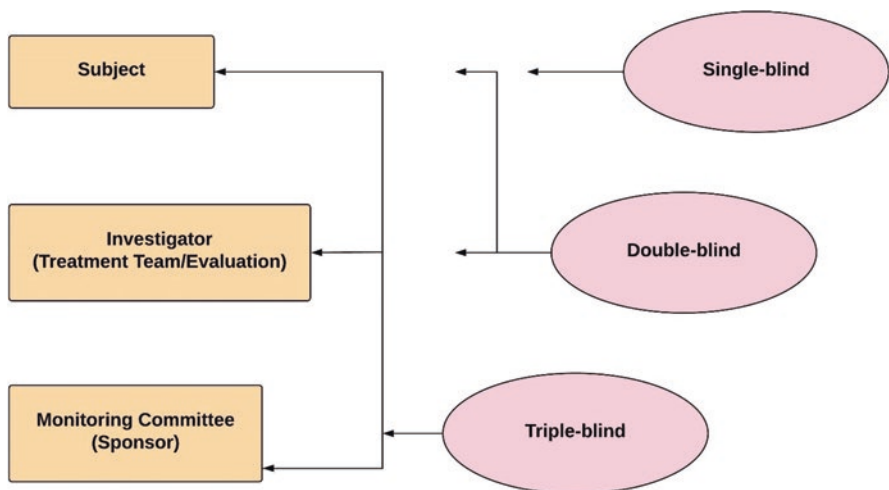 Subject
Single-blind
Investigator
(Treatment Team/Evaluation)
Double-blind
Monitoring Committee
(Sponsor)
Triple-blind